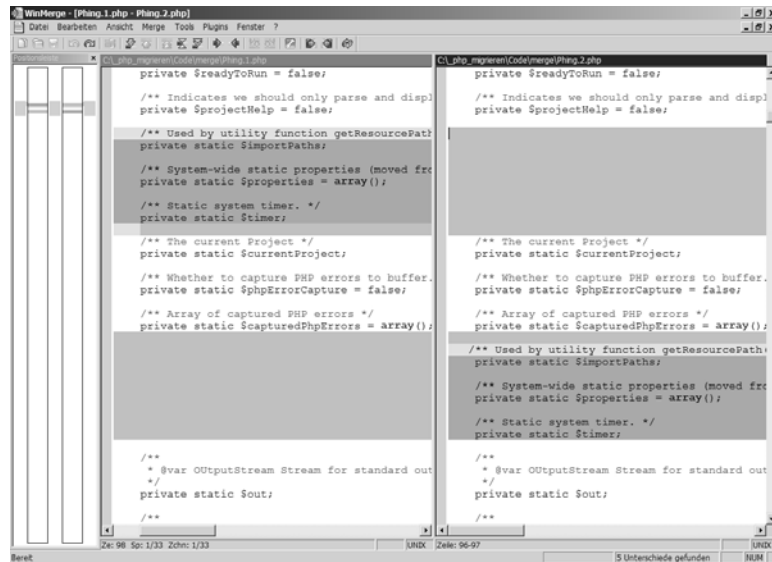 WinMerge - [Phing.1.php - Phing.2.php]
Datei Bearbeiten Ansicht Merge Tools Plugins Fenster ?
C:\_php_migrieren\Code\merge\Phing.1.php
private $readyToRun = false;
/** Indicates we should only parse and displ
private $projectHelp = false;
/** Used by utility function getResourcePath
private static $importPaths;
/** System-wide static properties (moved fro
private static $properties = array();
/** Static system timer. */
private static $timer;
/** The current Project */
private static $currentProject;
/** Whether to capture PHP errors to buffer.
private static $phpErrorCapture = false;
/** Array of captured PHP errors */
private static $capturedPhpErrors = array();
/**
* @var OUtputStream Stream for standard out
*/
private static $out;
/**
Ze: 98 Sp: 1/33 Zchn: 1/33
UNIX
C:\_php_migrieren\Code\merge\Phing.2.php
private $readyToRun = false;
/** Indicates we should only parse and displ
private $projectHelp = false;
/** The current Project */
private static $currentProject;
/** Whether to capture PHP errors to buffer.
private static $phpErrorCapture = false;
/** Array of captured PHP errors */
private static $capturedPhpErrors = array();
/** Used by utility function getResourcePath
private static $importPaths;
/** System-wide static properties (moved fro
private static $properties = array();
/** Static system timer. */
private static $timer;
/**
* @var OUtputStream Stream for standard out
*/
private static $out;
/**
Zeile: 96-97
UNIX
Bereit
5 Unterschiede gefunden
NUM